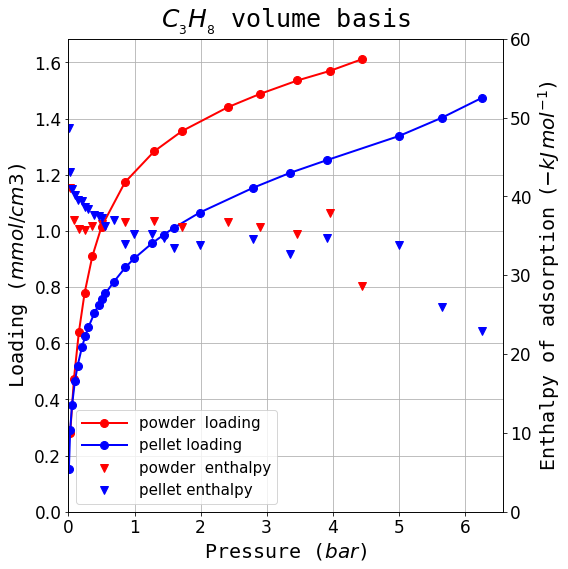 C₃H₈ volume basis
Loading (mmol/cm3)
1.6
1.4
1.2
1.0
0.8
0.6
0.4
0.2
0.0
60
50
40
30
20
10
0
Enthalpy of adsorption (−kJ mol⁻¹)
powder  loading
pellet loading
powder  enthalpy
pellet enthalpy
0 1 2 3 4 5 6
Pressure (bar)